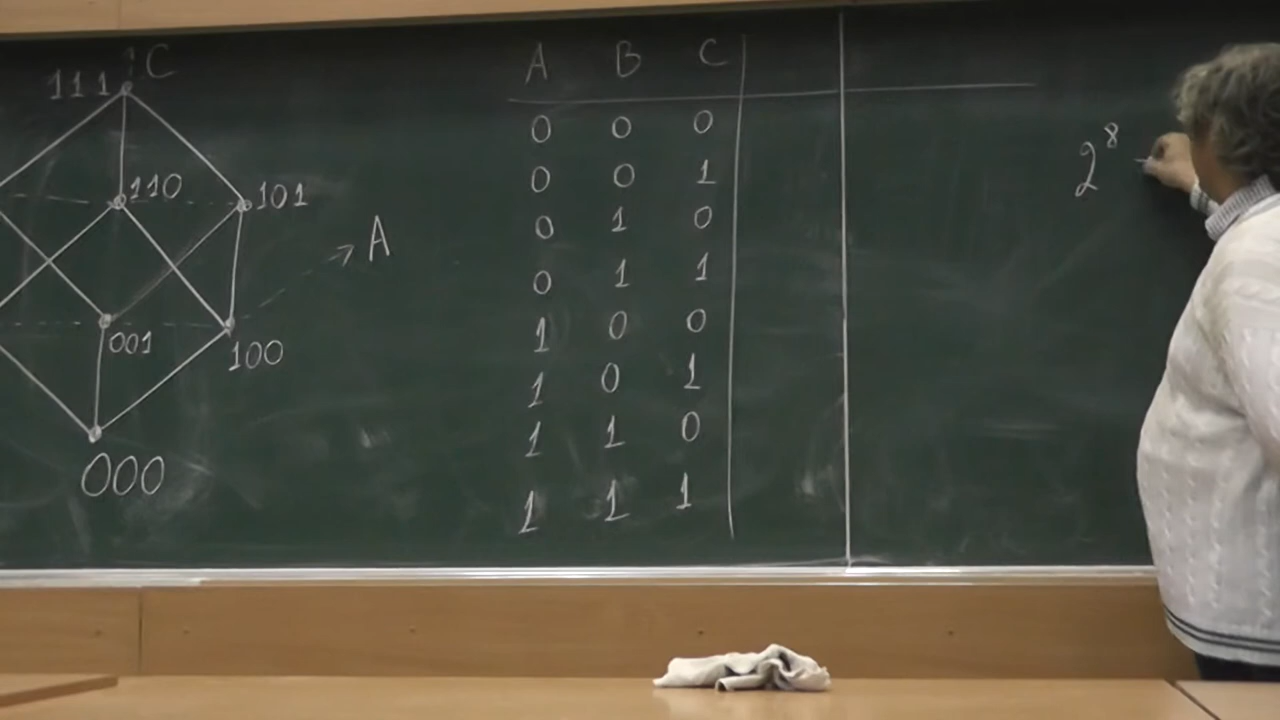 111 C
110 101
A
001
100
000
A B C
0 0 0
0 0 1
0 1 0
0 1 1
1 0 0
1 0 1
1 1 0
1 1 1
2⁸